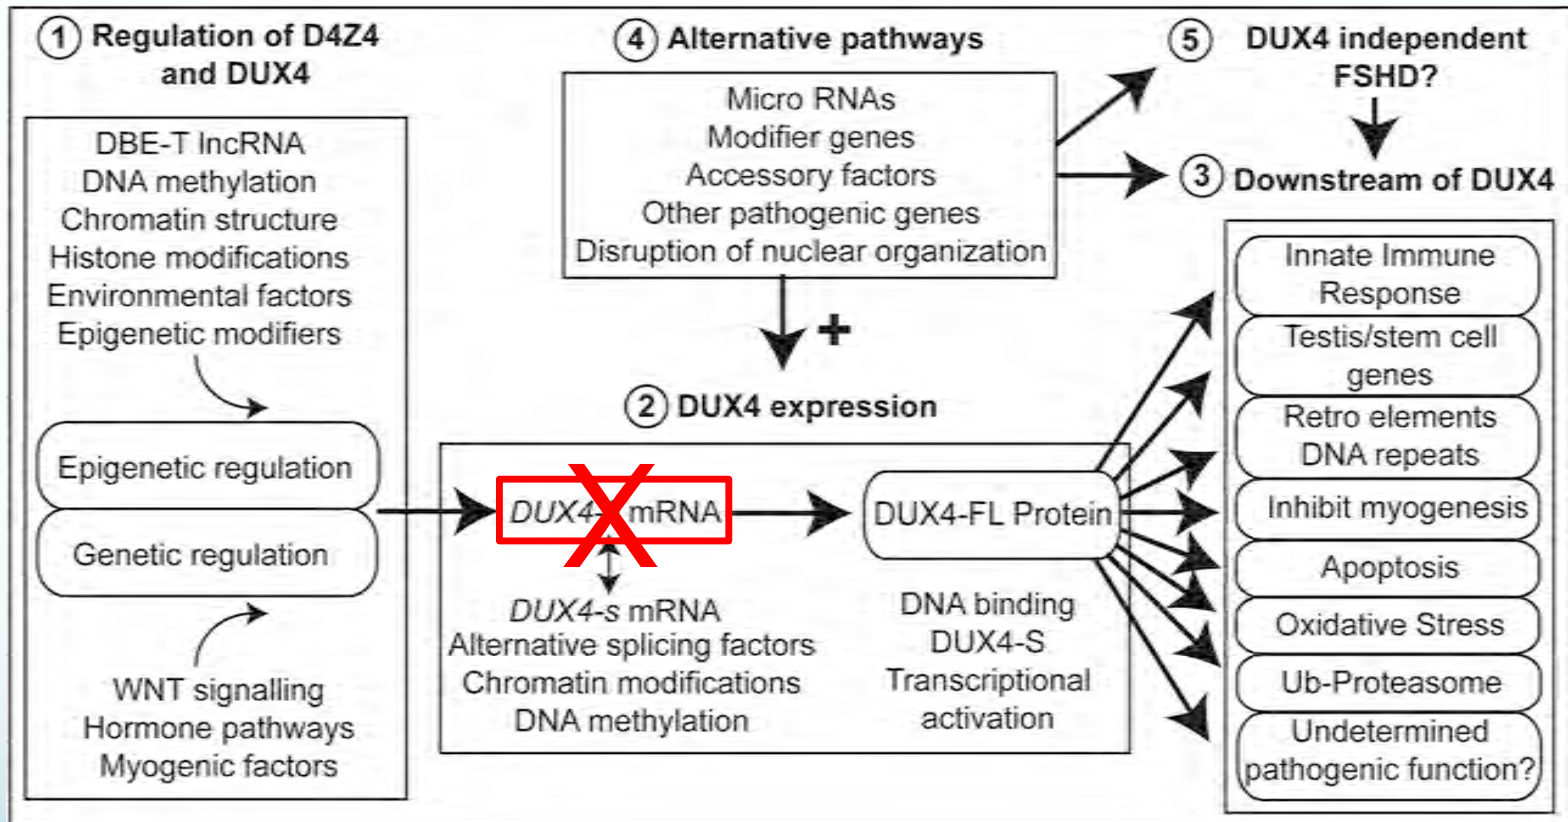 ① Regulation of D4Z4
and DUX4
DBE-T lncRNA
DNA methylation
Chromatin structure
Histone modifications
Environmental factors
Epigenetic modifiers
Epigenetic regulation
Genetic regulation
WNT signalling
Hormone pathways
Myogenic factors
④ Alternative pathways
Micro RNAs
Modifier genes
Accessory factors
Other pathogenic genes
Disruption of nuclear organization
+
② DUX4 expression
DUX4- mRNA
X
DUX4-s mRNA
Alternative splicing factors
Chromatin modifications
DNA methylation
DUX4-FL Protein
DNA binding
DUX4-S
Transcriptional
activation
⑤ DUX4 independent
FSHD?
③ Downstream of DUX4
Innate Immune
Response
Testis/stem cell
genes
Retro elements
DNA repeats
Inhibit myogenesis
Apoptosis
Oxidative Stress
Ub-Proteasome
Undetermined
pathogenic function?